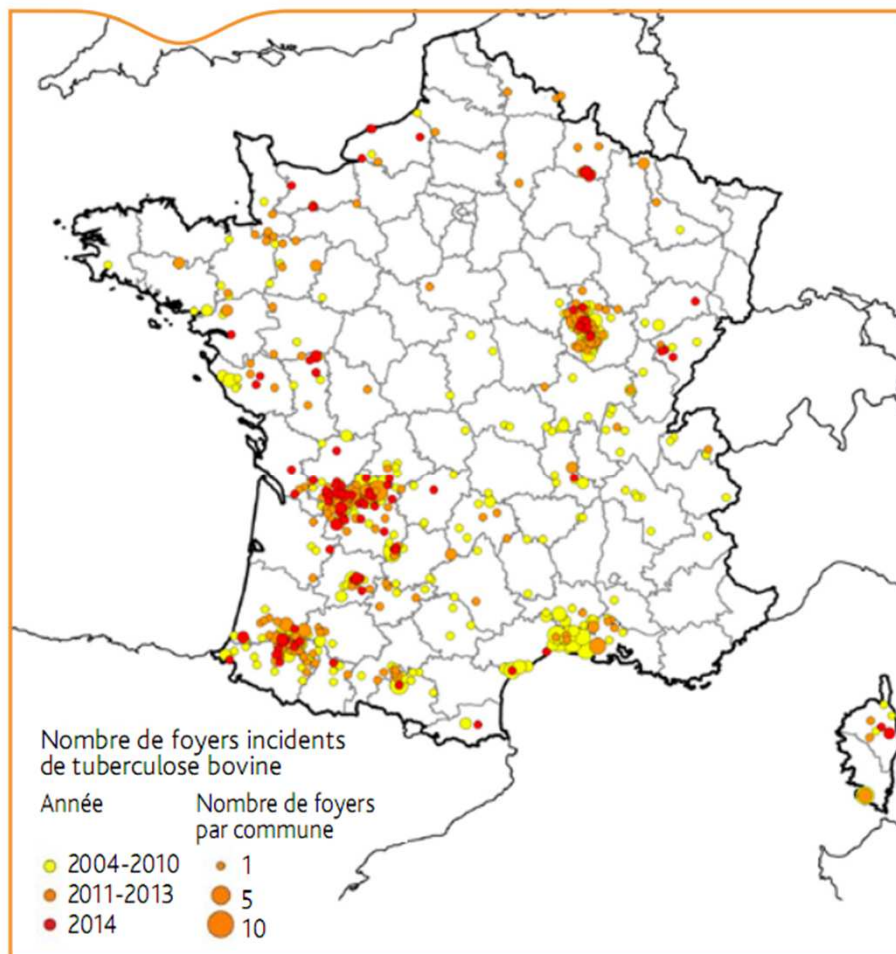 Nombre de foyers incidents
de tuberculose bovine
Année
Nombre de foyers
par commune
2004-2010
2011-2013
2014
1
5
10